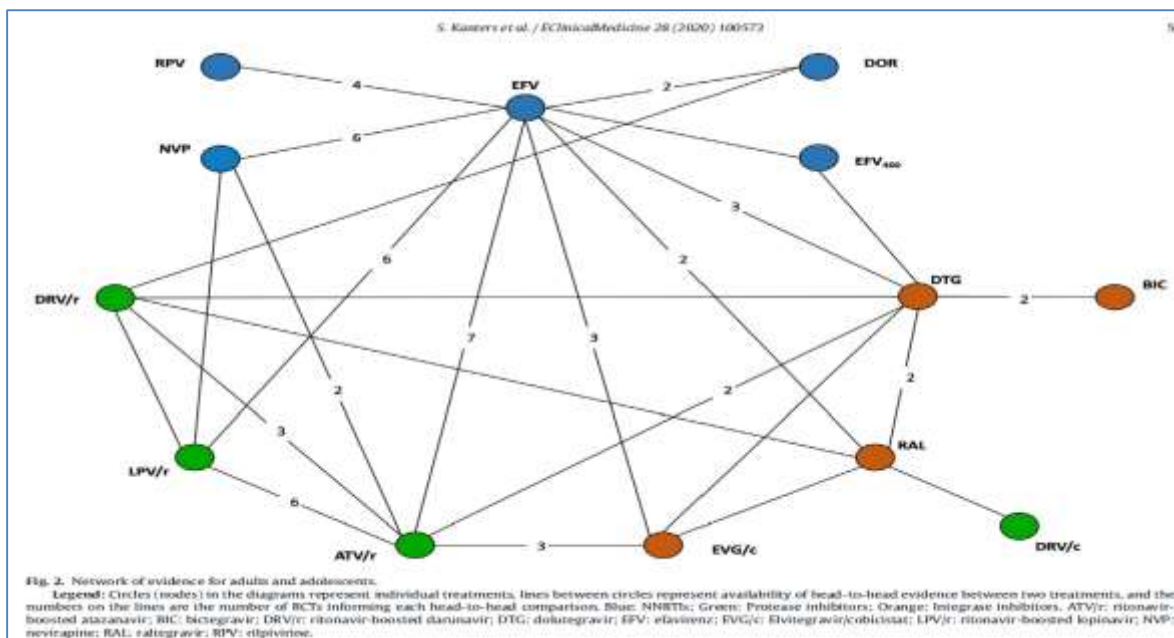 S. Kanters et al. / EClinicalMedicine 28 (2020) 100573
5
RPV
EFV
DOR
4
2
6
NVP
EFV₄₀₀
3
6
2
DRV/r
DTG
BIC
2
7
3
2
2
2
3
LPV/r
RAL
6
ATV/r
3
EVG/c
DRV/c
Fig. 2. Network of evidence for adults and adolescents.
Legend: Circles (nodes) in the diagrams represent individual treatments, lines between circles represent availability of head-to-head evidence between two treatments, and the
numbers on the lines are the number of RCTs informing each head-to-head comparison. Blue: NNRTIs; Green: Protease inhibitors; Orange: Integrase inhibitors. ATV/r: ritonavir-
boosted atazanavir; BIC: bictegravir; DRV/r: ritonavir-boosted darunavir; DTG: dolutegravir; EFV: efavirenz; EVG/c: Elvitegravir/cobicistat; LPV/r: ritonavir-boosted lopinavir; NVP:
nevirapine; RAL: raltegravir; RPV: rilpivirine.